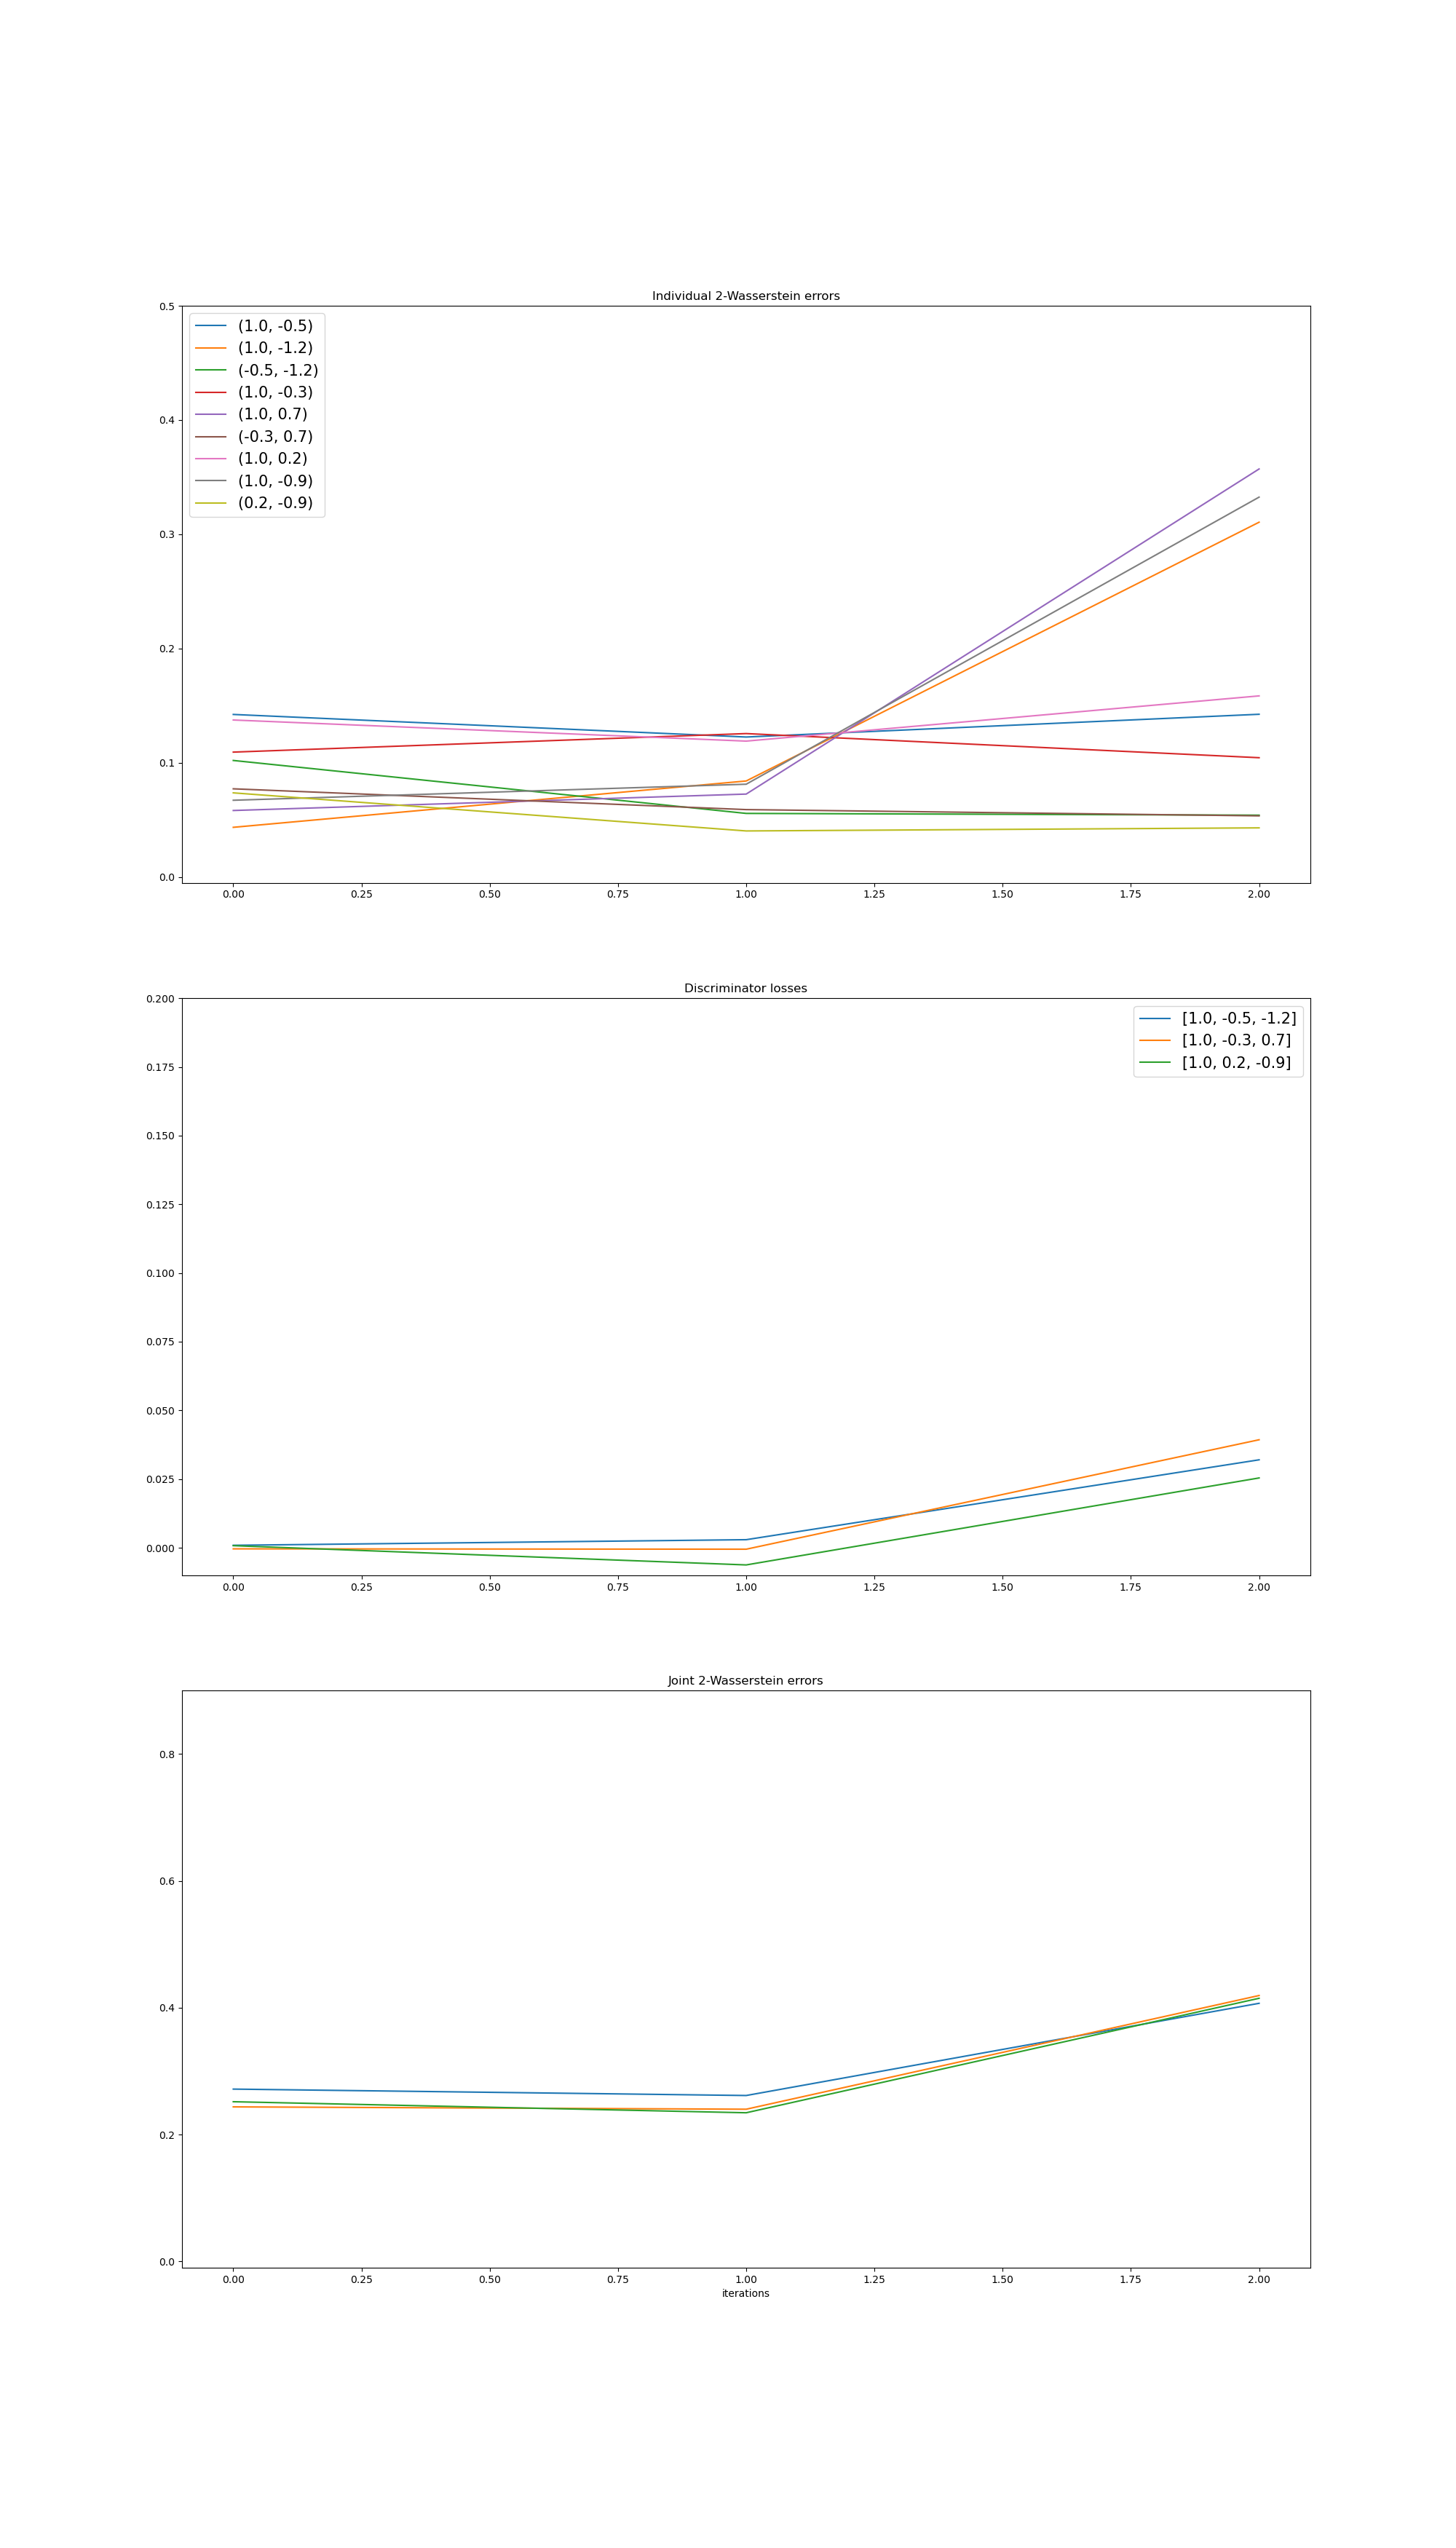 Individual 2-Wasserstein errors
0.5
0.4
0.3
0.2
0.1
0.0
(1.0, -0.5)
(1.0, -1.2)
(-0.5, -1.2)
(1.0, -0.3)
(1.0, 0.7)
(-0.3, 0.7)
(1.0, 0.2)
(1.0, -0.9)
(0.2, -0.9)
0.00 0.25 0.50 0.75 1.00 1.25 1.50 1.75 2.00
Discriminator losses
0.200
0.175
0.150
0.125
0.100
0.075
0.050
0.025
0.000
[1.0, -0.5, -1.2]
[1.0, -0.3, 0.7]
[1.0, 0.2, -0.9]
0.00 0.25 0.50 0.75 1.00 1.25 1.50 1.75 2.00
Joint 2-Wasserstein errors
0.8
0.6
0.4
0.2
0.0
0.00 0.25 0.50 0.75 1.00 1.25 1.50 1.75 2.00
iterations